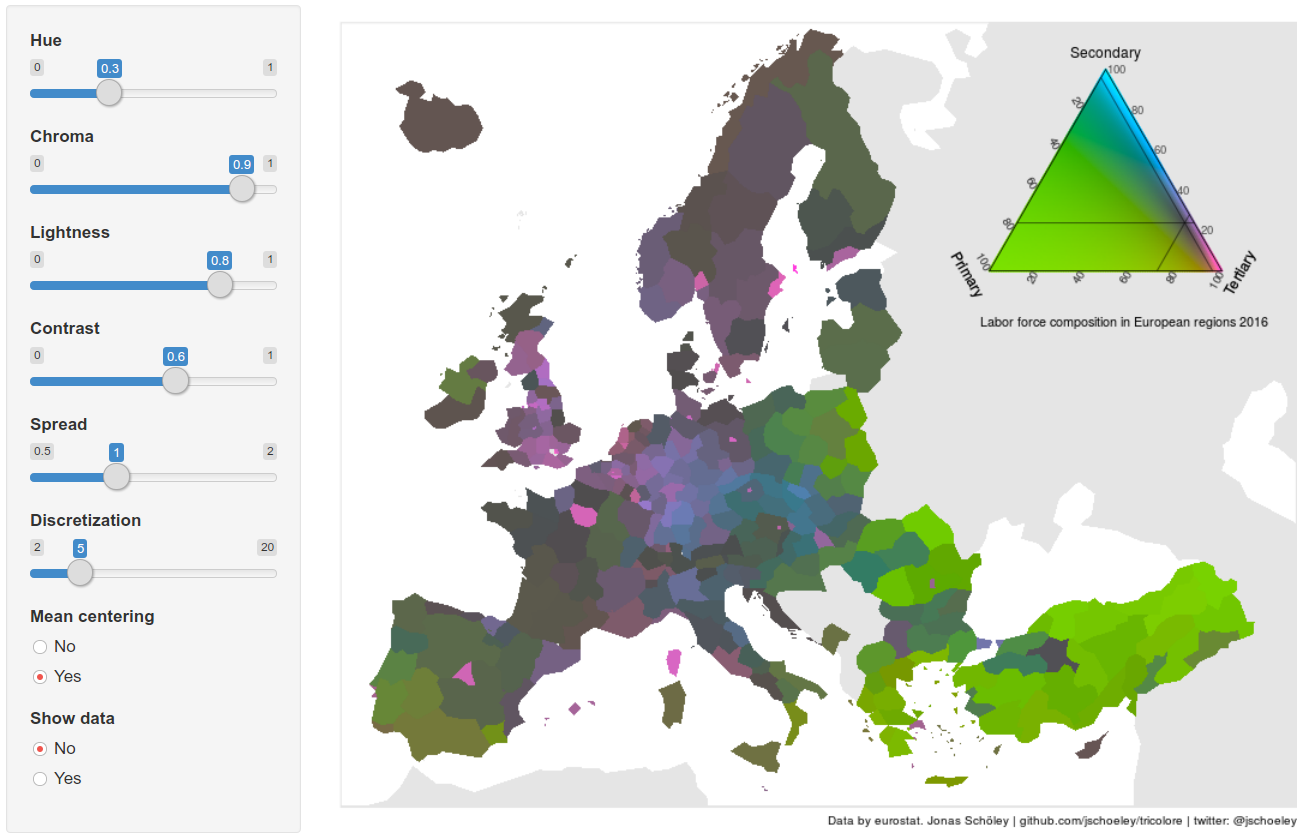 Hue
0 0.3 1
Chroma
0 0.9 1
Lightness
0 0.8 1
Contrast
0 0.6 1
Spread
0.5 1 2
Discretization
2 5 20
Mean centering
No
Yes
Show data
No
Yes
Secondary
100
20 80
40 60
60 40
80 20
100
Primary
20 40 60 80 100
Tertiary
Labor force composition in European regions 2016
Data by eurostat. Jonas Schöley | github.com/jschoeley/tricolore | twitter: @jschoeley